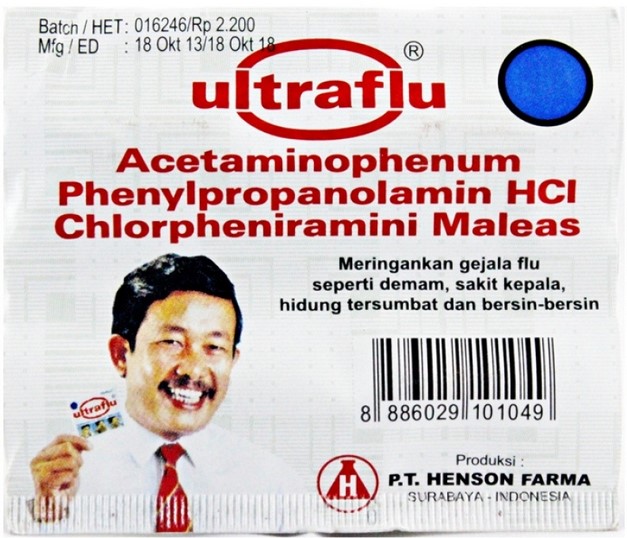 Batch / HET : 016246/Rp 2.200
Mfg / ED : 18 Okt 13/18 Okt 18
ultraflu ®
Acetaminophenum
Phenylpropanolamin HCl
Chlorpheniramini Maleas
Meringankan gejala flu
seperti demam, sakit kepala,
hidung tersumbat dan bersin-bersin
ultraflu
8 886029 101049
Produksi :
H
P.T. HENSON FARMA
SURABAYA - INDONESIA